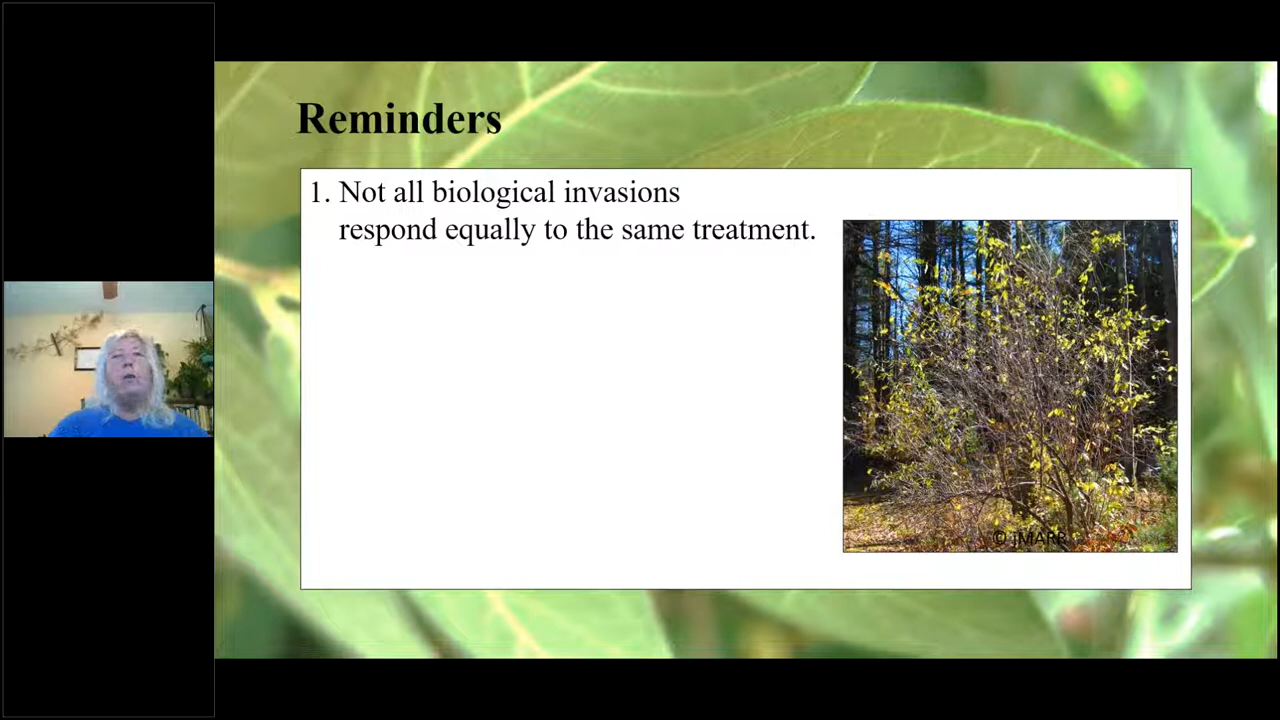 Reminders
1. Not all biological invasions
respond equally to the same treatment.
© jMARR